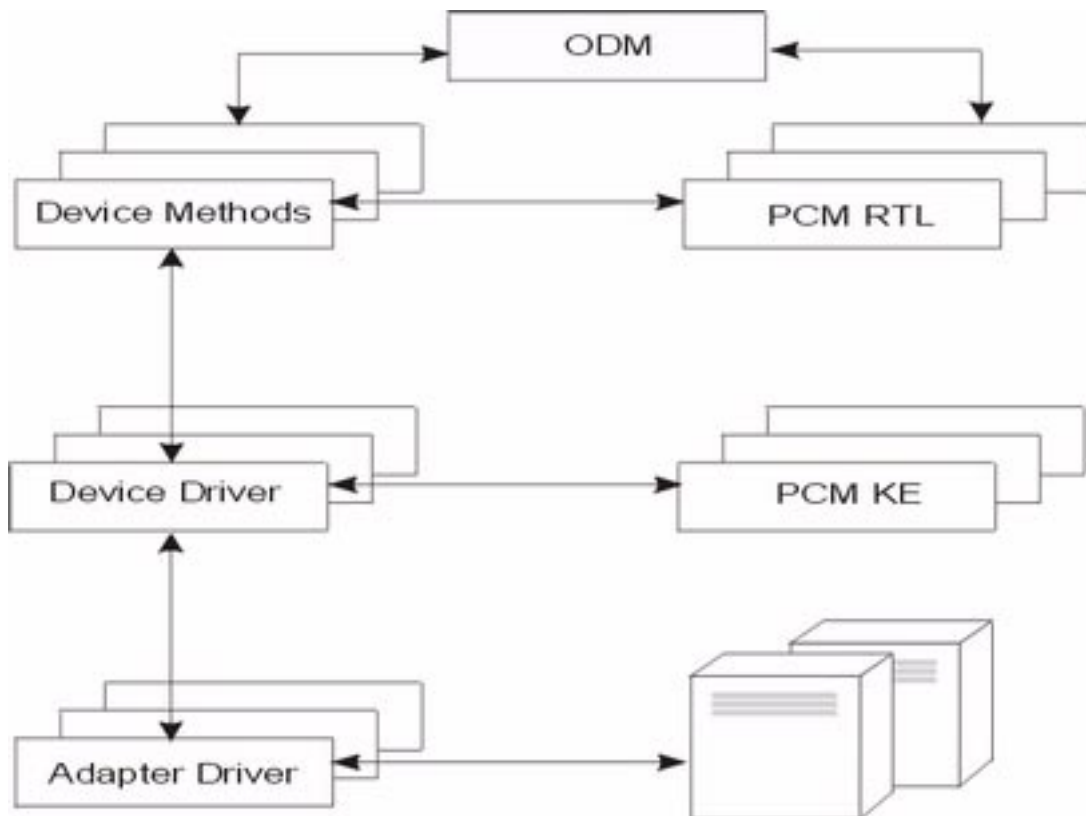 ODM
Device Methods
PCM RTL
Device Driver
PCM KE
Adapter Driver